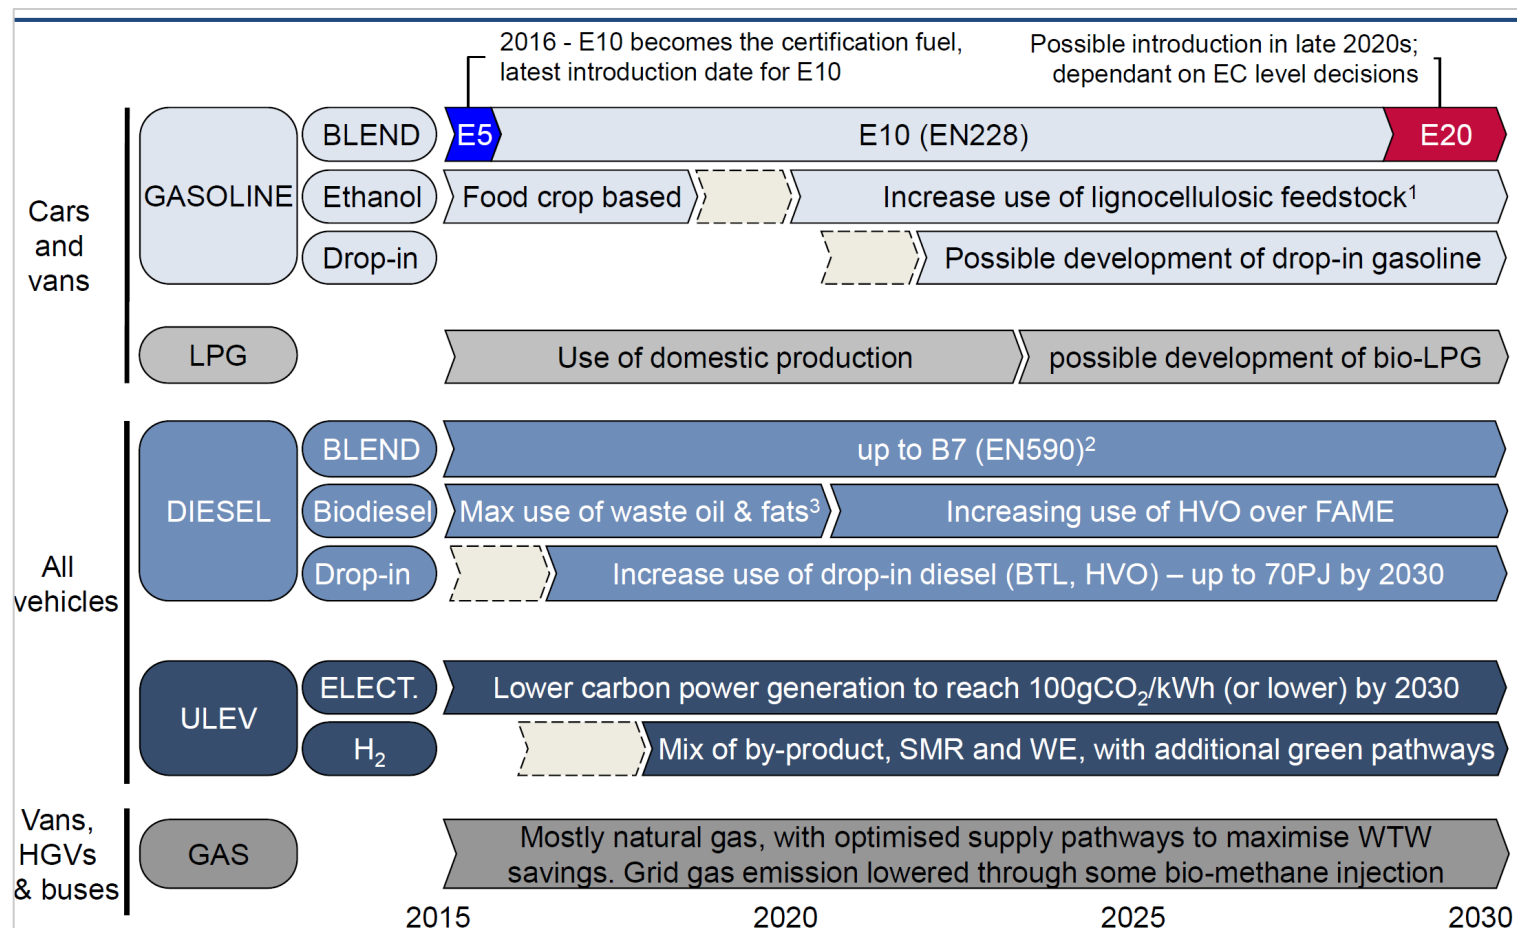 2016 - E10 becomes the certification fuel,
latest introduction date for E10
Possible introduction in late 2020s;
dependant on EC level decisions
Cars
and
vans
GASOLINE
BLEND
E5
E10 (EN228)
E20
Ethanol
Food crop based
Increase use of lignocellulosic feedstock¹
Drop-in
Possible development of drop-in gasoline
LPG
Use of domestic production
possible development of bio-LPG
All
vehicles
DIESEL
BLEND
up to B7 (EN590)²
Biodiesel
Max use of waste oil & fats³
Increasing use of HVO over FAME
Drop-in
Increase use of drop-in diesel (BTL, HVO) – up to 70PJ by 2030
ULEV
ELECT.
Lower carbon power generation to reach 100gCO₂/kWh (or lower) by 2030
H₂
Mix of by-product, SMR and WE, with additional green pathways
Vans,
HGVs
& buses
GAS
Mostly natural gas, with optimised supply pathways to maximise WTW
savings. Grid gas emission lowered through some bio-methane injection
2015
2020
2025
2030